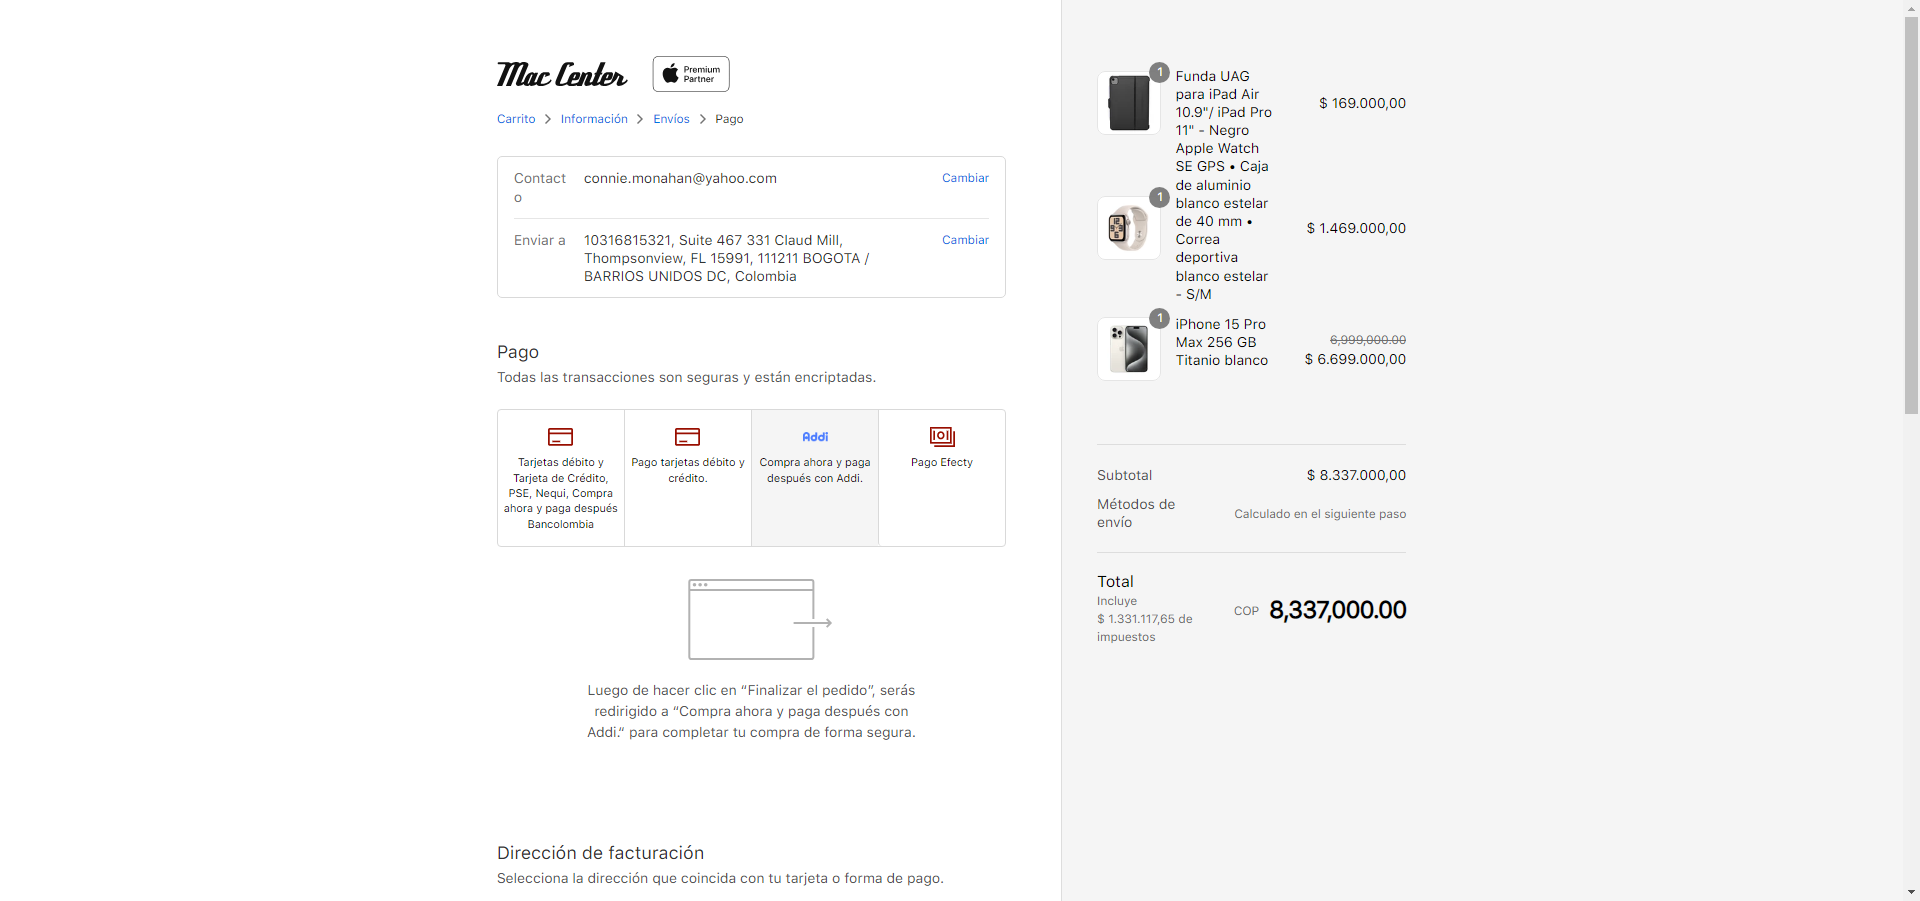 Mac Center
Premium
Partner
Carrito
Información
Envíos
Pago
Contact
o
connie.monahan@yahoo.com
Cambiar
Enviar a
10316815321, Suite 467 331 Claud Mill,
Thompsonview, FL 15991, 111211 BOGOTA /
BARRIOS UNIDOS DC, Colombia
Cambiar
Pago
Todas las transacciones son seguras y están encriptadas.
Tarjetas débito y
Tarjeta de Crédito,
PSE, Nequi, Compra
ahora y paga después
Bancolombia
Pago tarjetas débito y
crédito.
Addi
Compra ahora y paga
después con Addi.
Pago Efecty
Luego de hacer clic en “Finalizar el pedido”, serás
redirigido a “Compra ahora y paga después con
Addi.“ para completar tu compra de forma segura.
Dirección de facturación
Selecciona la dirección que coincida con tu tarjeta o forma de pago.
1
Funda UAG
para iPad Air
10.9"/ iPad Pro
11" - Negro
$ 169.000,00
1
Apple Watch
SE GPS • Caja
de aluminio
blanco estelar
de 40 mm •
Correa
deportiva
blanco estelar
- S/M
$ 1.469.000,00
1
iPhone 15 Pro
Max 256 GB
Titanio blanco
6,999,000.00
$ 6.699.000,00
Subtotal
$ 8.337.000,00
Métodos de
envío
Calculado en el siguiente paso
Total
Incluye
$ 1.331.117,65 de
impuestos
COP 8,337,000.00